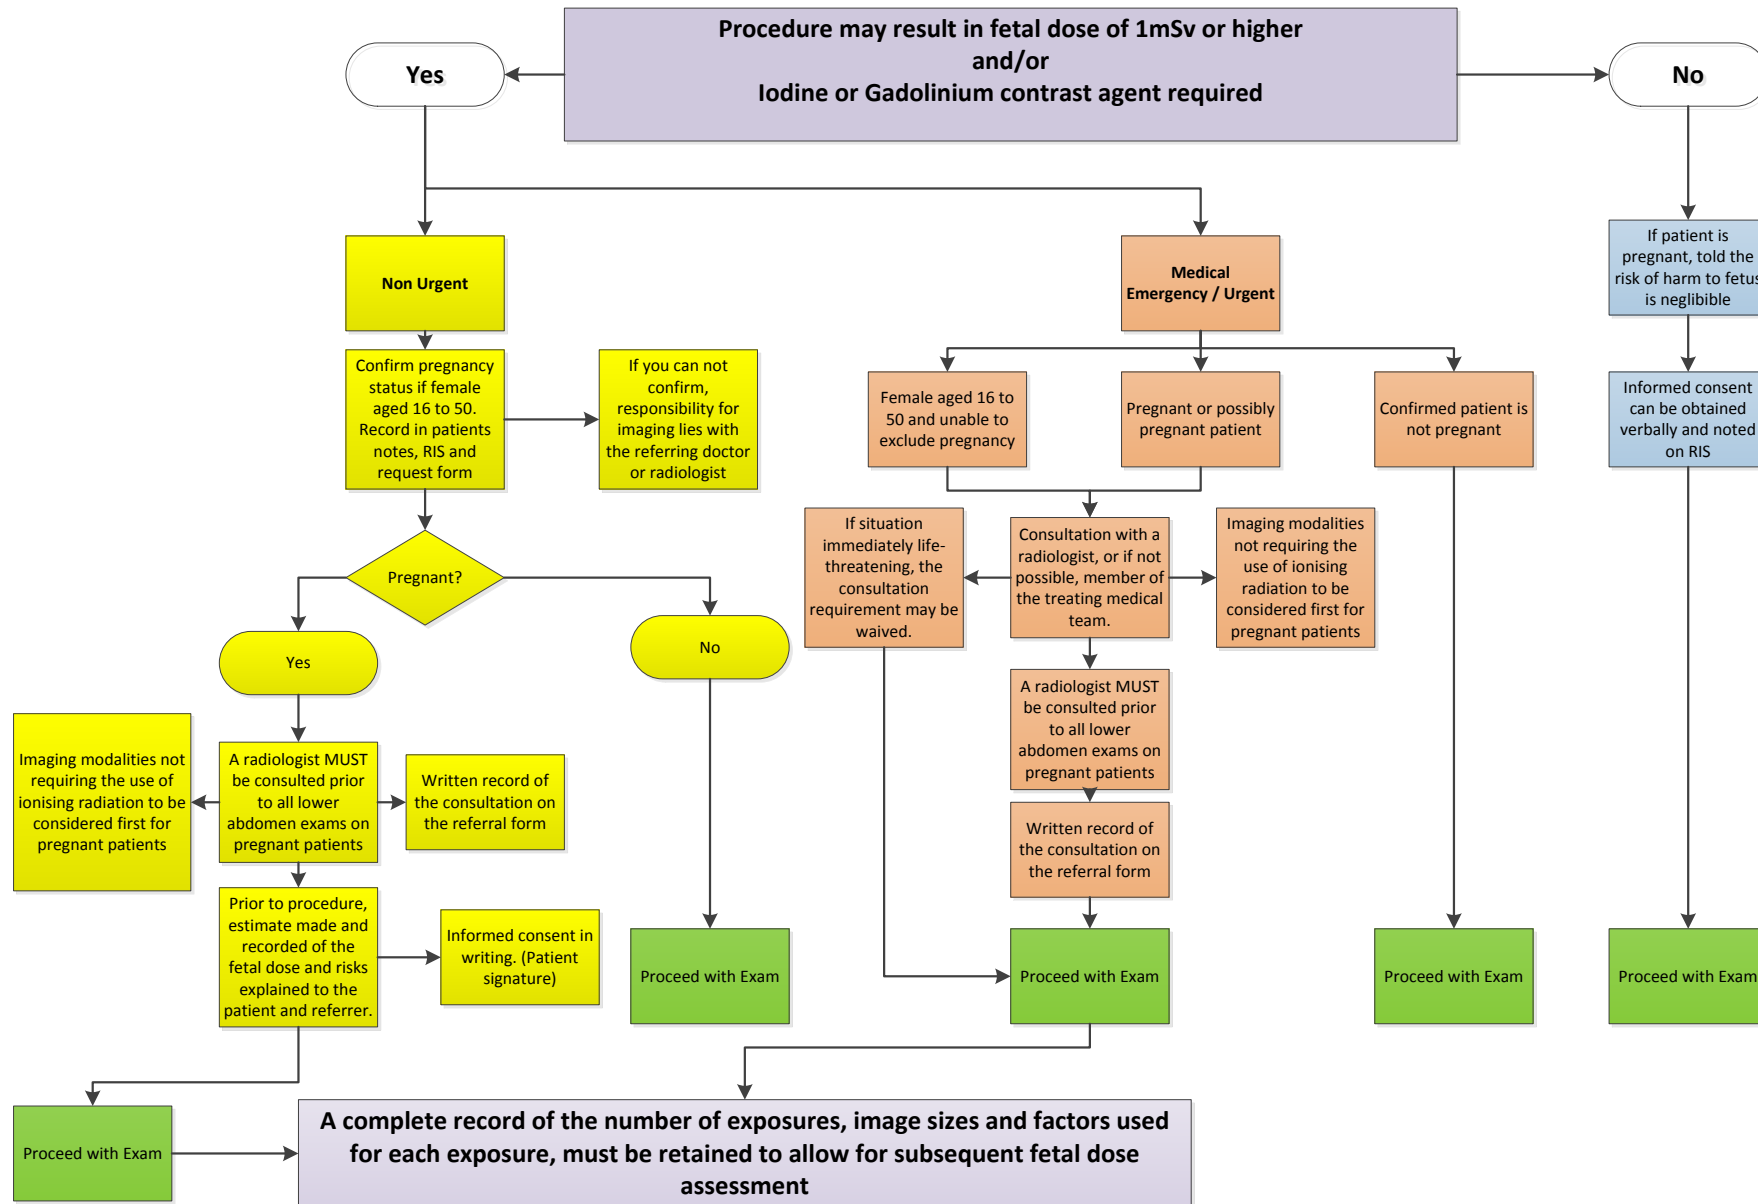 Procedure may result in fetal dose of 1mSv or higher
and/or
Iodine or Gadolinium contrast agent required
Yes
No
Non Urgent
Medical
Emergency / Urgent
If patient is
pregnant, told the
risk of harm to fetus
is neglibible
Confirm pregnancy
status if female
aged 16 to 50.
Record in patients
notes, RIS and
request form
If you can not
confirm,
responsibility for
imaging lies with
the referring doctor
or radiologist
Female aged 16 to
50 and unable to
exclude pregnancy
Pregnant or possibly
pregnant patient
Confirmed patient is
not pregnant
Informed consent
can be obtained
verbally and noted
on RIS
Pregnant?
If situation
immediately life-
threatening, the
consultation
requirement may be
waived.
Consultation with a
radiologist, or if not
possible, member of
the treating medical
team.
Imaging modalities
not requiring the
use of ionising
radiation to be
considered first for
pregnant patients
Yes
No
Imaging modalities not
requiring the use of
ionising radiation to be
considered first for
pregnant patients
A radiologist MUST
be consulted prior
to all lower
abdomen exams on
pregnant patients
Written record of
the consultation on
the referral form
A radiologist MUST
be consulted prior
to all lower
abdomen exams on
pregnant patients
Written record of
the consultation on
the referral form
Prior to procedure,
estimate made and
recorded of the
fetal dose and risks
explained to the
patient and referrer.
Informed consent in
writing. (Patient
signature)
Proceed with Exam
Proceed with Exam
Proceed with Exam
Proceed with Exam
Proceed with Exam
A complete record of the number of exposures, image sizes and factors used
for each exposure, must be retained to allow for subsequent fetal dose
assessment